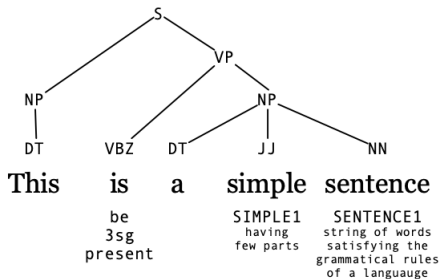 S
VP
NP NP
DT VBZ DT JJ NN
This is a simple sentence
be SIMPLE1 SENTENCE1
3sg having string of words
present few parts satisfying the
grammatical rules
of a languauge